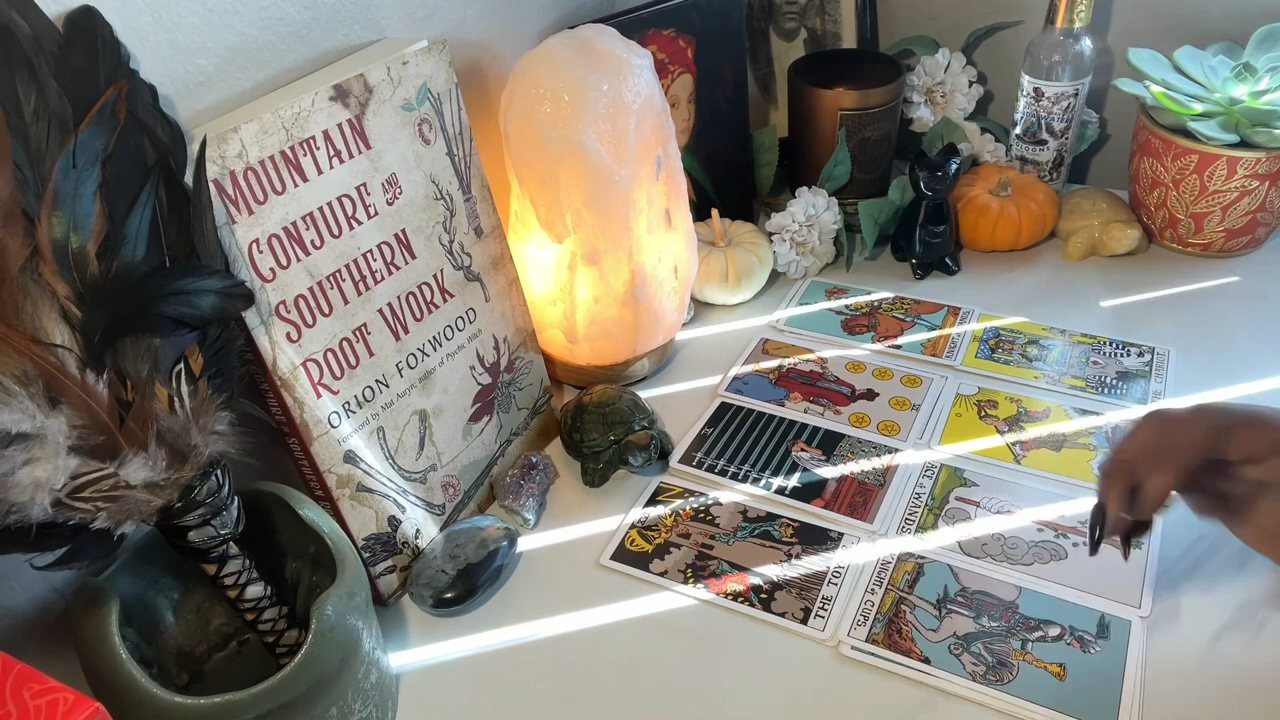 MOUNTAIN
CONJURE AND
SOUTHERN
ROOT WORK
ORION FOXWOOD
Foreword by Mat Auryn, author of Psychic Witch
COLOGNE
THE CHARIOT.
IX
ACE of WANDS
THE TOWER
KNIGHT of CUPS.